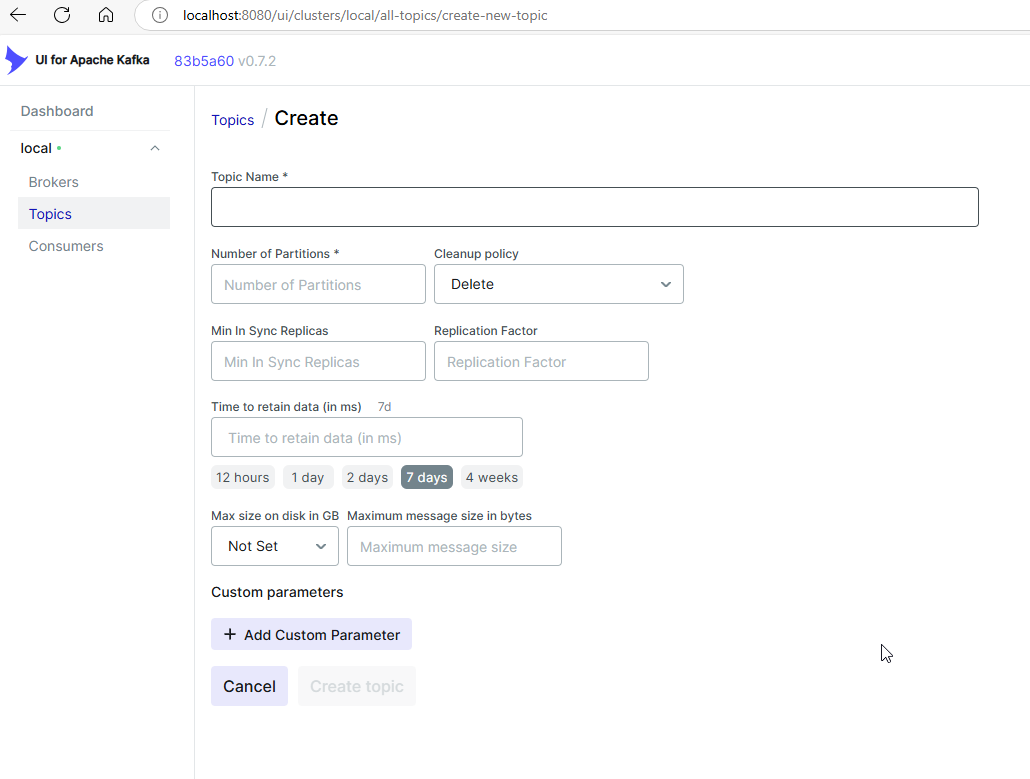 localhost:8080/ui/clusters/local/all-topics/create-new-topic
UI for Apache Kafka 83b5a60 v0.7.2
Dashboard
local
Brokers
Topics
Consumers
Topics / Create
Topic Name *
Number of Partitions * Cleanup policy
Number of Partitions Delete
Min In Sync Replicas Replication Factor
Min In Sync Replicas Replication Factor
Time to retain data (in ms) 7d
Time to retain data (in ms)
12 hours 1 day 2 days 7 days 4 weeks
Max size on disk in GB Maximum message size in bytes
Not Set Maximum message size
Custom parameters
+ Add Custom Parameter
Cancel Create topic